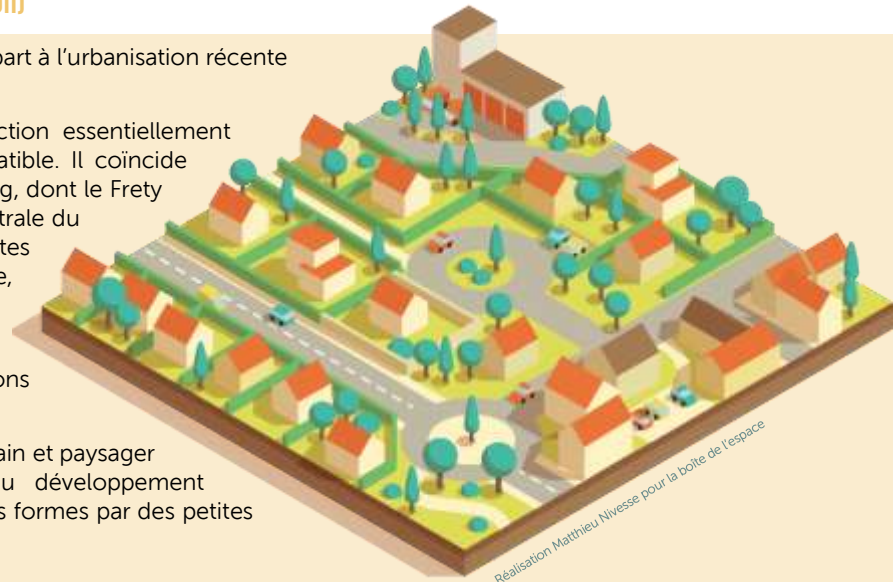 part à l'urbanisation récente
ction essentiellement
atible. Il coïncide
g, dont le Frety
trale du
tes
e,
ons
ain et paysager
u développement
s formes par des petites
Réalisation Matthieu Nivesse pour la boîte de l'espace